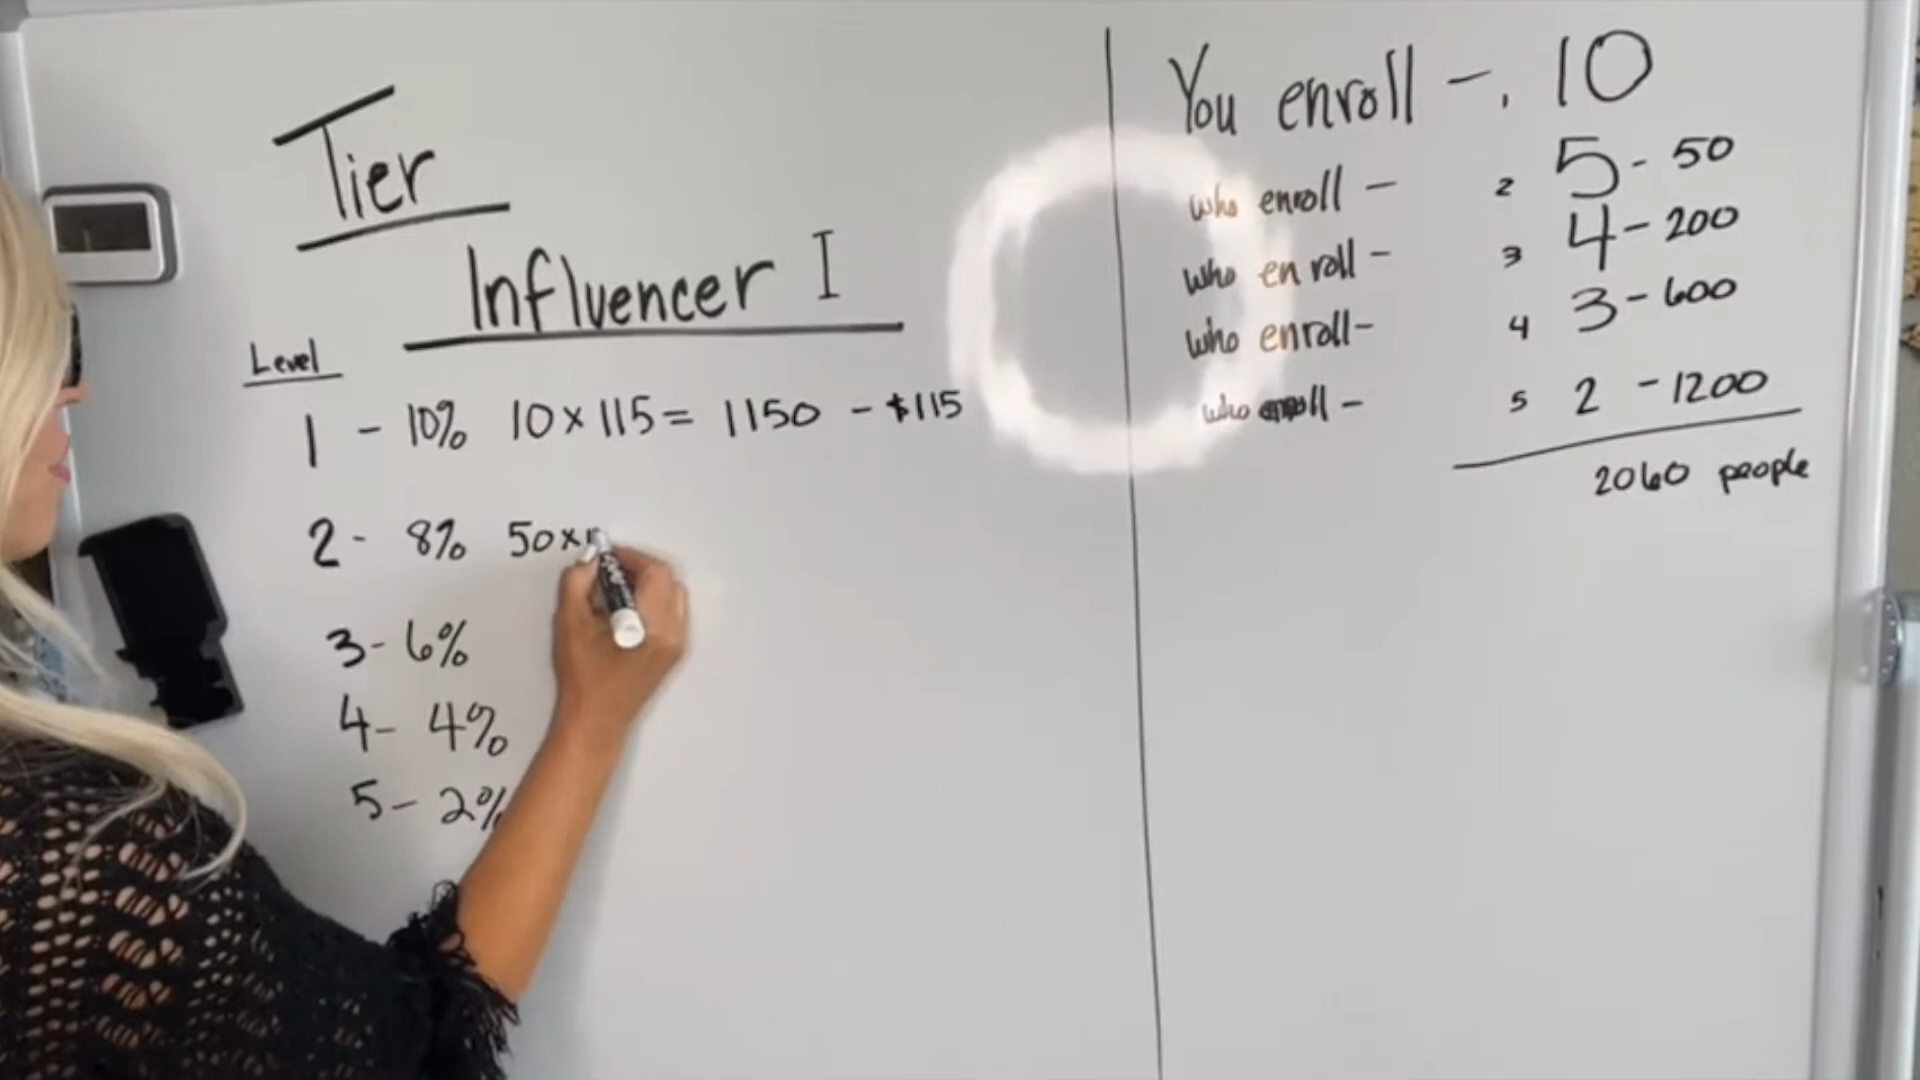 Tier
Influencer I
Level
1 - 10% 10 x 115 = 1150 - $115
2 - 8% 50 x
3 - 6%
4 - 4%
5 - 2%
You enroll - . 10
who enroll - 2 5 - 50
who enroll - 3 4 - 200
who enroll - 4 3 - 600
who enroll - 5 2 - 1200
2060 people